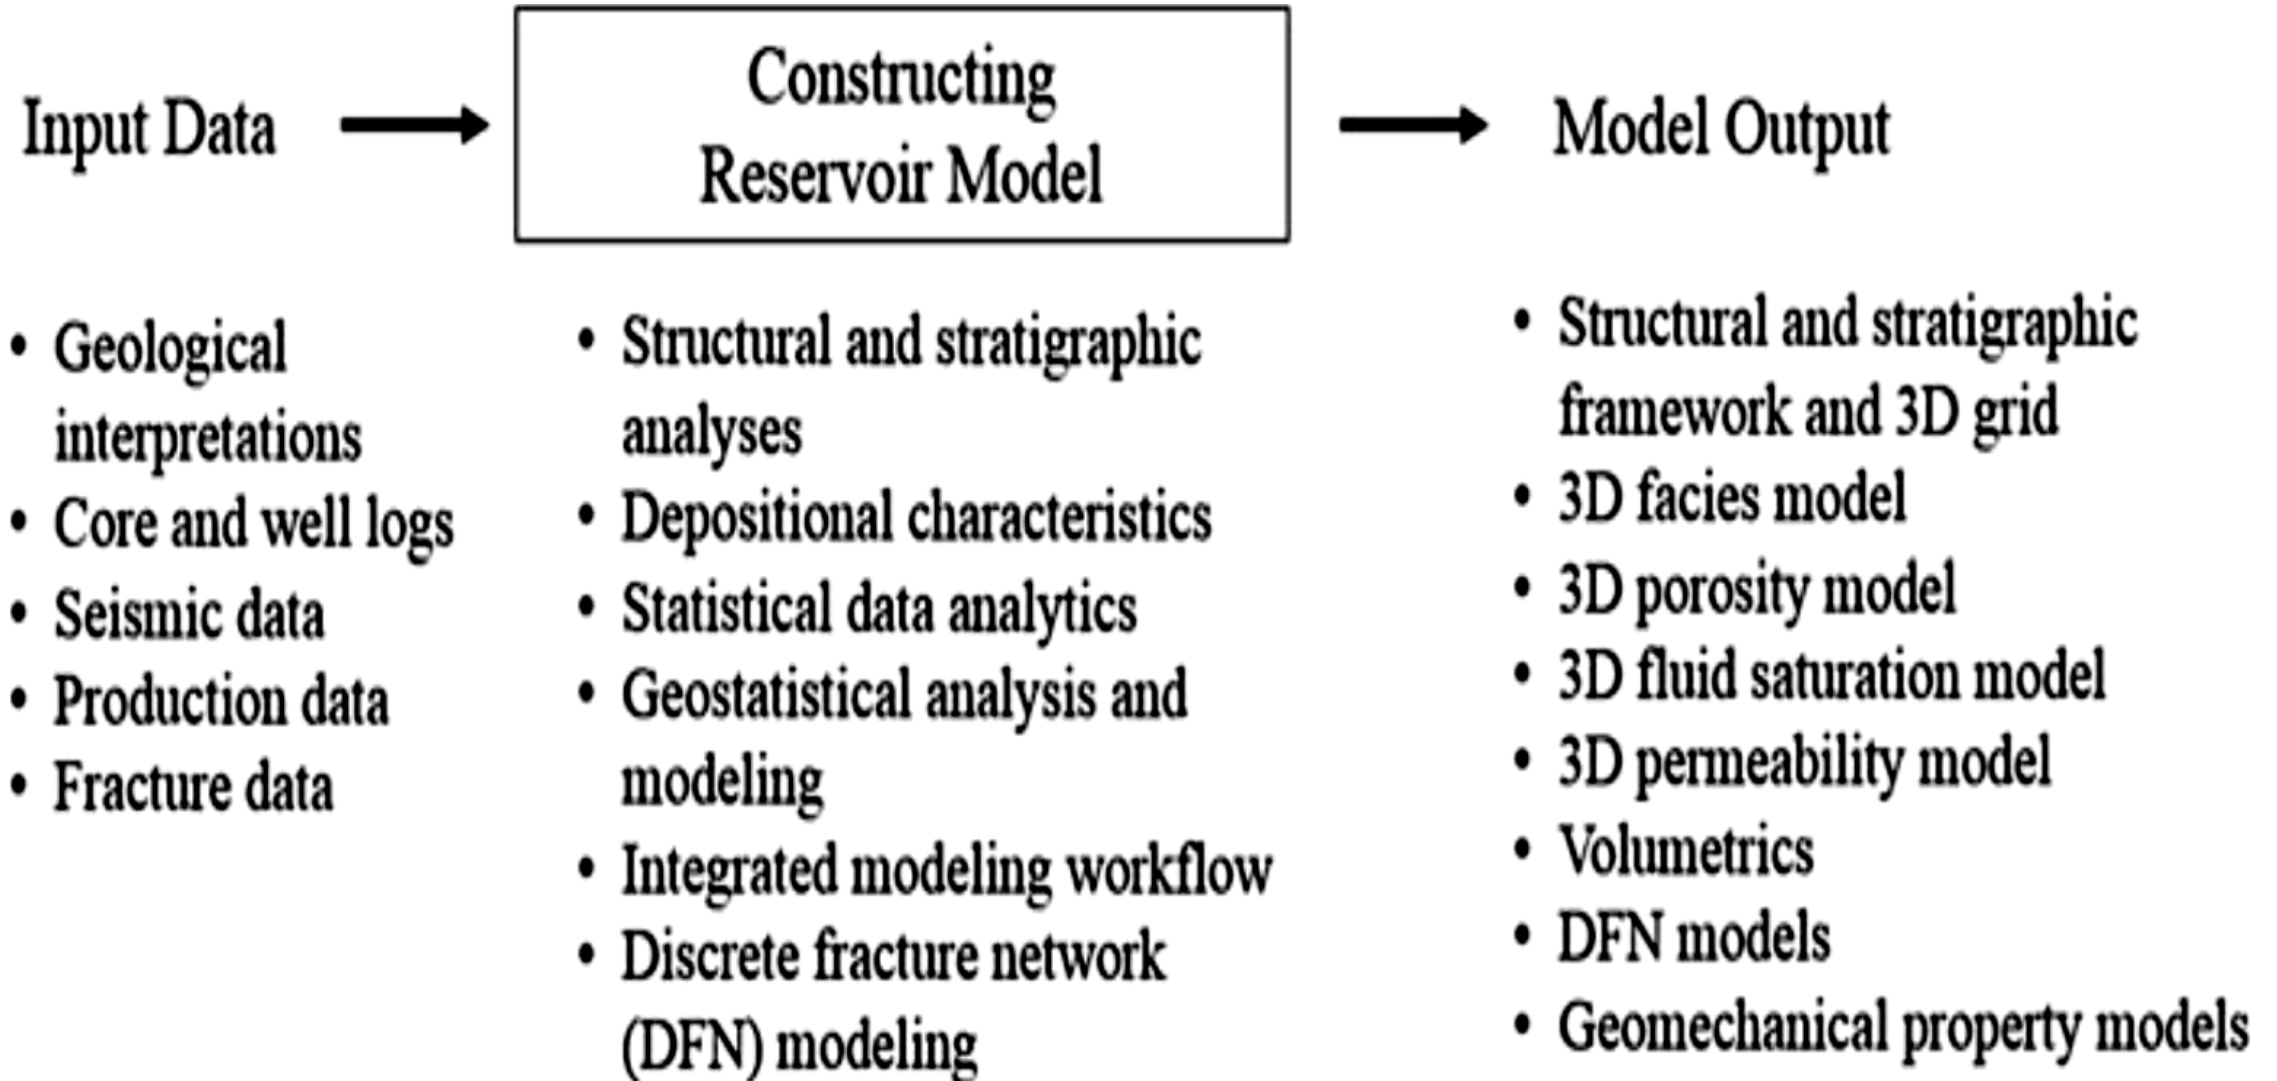 Input Data
Constructing
Reservoir Model
Model Output
• Geological
interpretations
• Core and well logs
• Seismic data
• Production data
• Fracture data
• Structural and stratigraphic
analyses
• Depositional characteristics
• Statistical data analytics
• Geostatistical analysis and
modeling
• Integrated modeling workflow
• Discrete fracture network
(DFN) modeling
• Structural and stratigraphic
framework and 3D grid
• 3D facies model
• 3D porosity model
• 3D fluid saturation model
• 3D permeability model
• Volumetrics
• DFN models
• Geomechanical property models